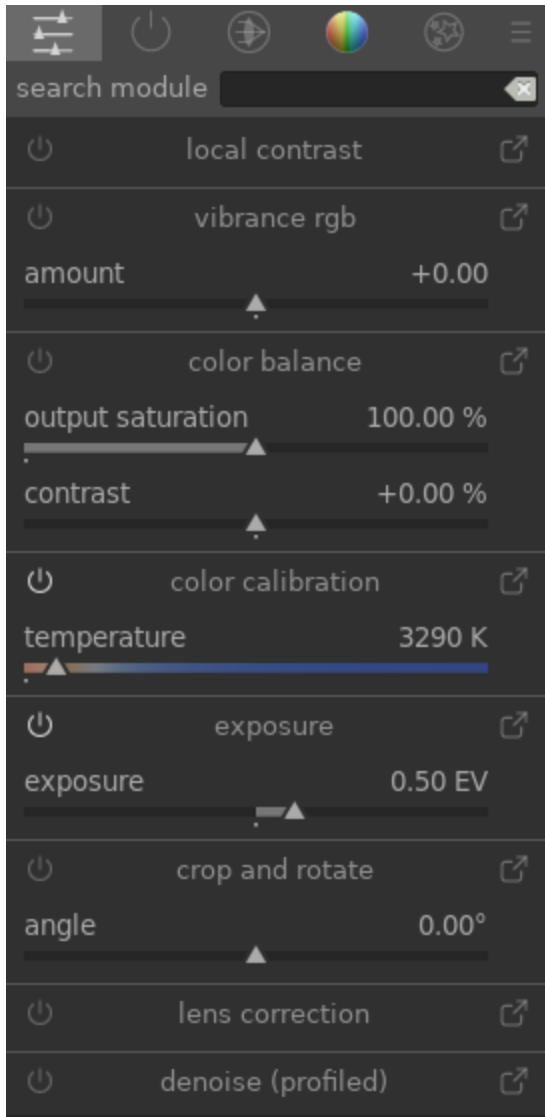 search module
local contrast
vibrance rgb
amount +0.00
color balance
output saturation 100.00 %
contrast +0.00 %
color calibration
temperature 3290 K
exposure
exposure 0.50 EV
crop and rotate
angle 0.00°
lens correction
denoise (profiled)